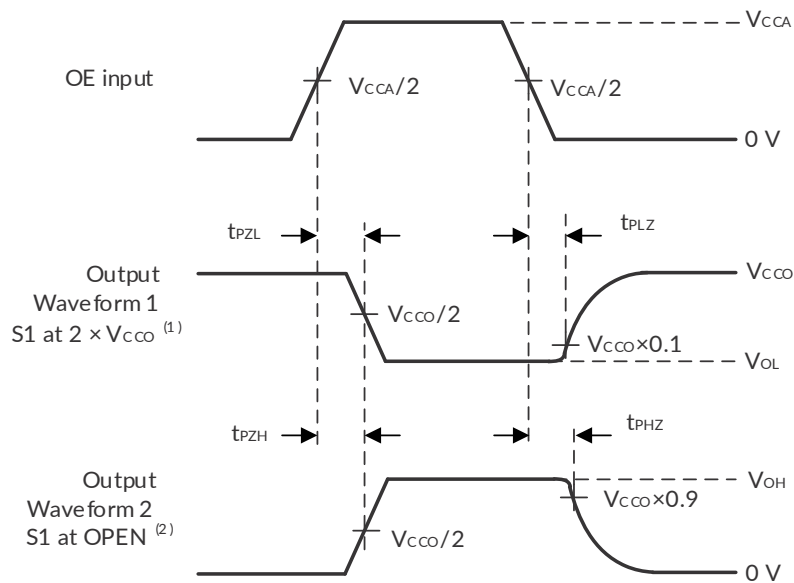 VCCA
OE input
VCCA/2
VCCA/2
0 V
tPZL
tPLZ
Output
Waveform 1
S1 at 2 × VCCO (1)
VCCO
VCCO/2
VCCO×0.1
VOL
tPZH
tPHZ
Output
Waveform 2
S1 at OPEN (2)
VOH
VCCO×0.9
VCCO/2
0 V